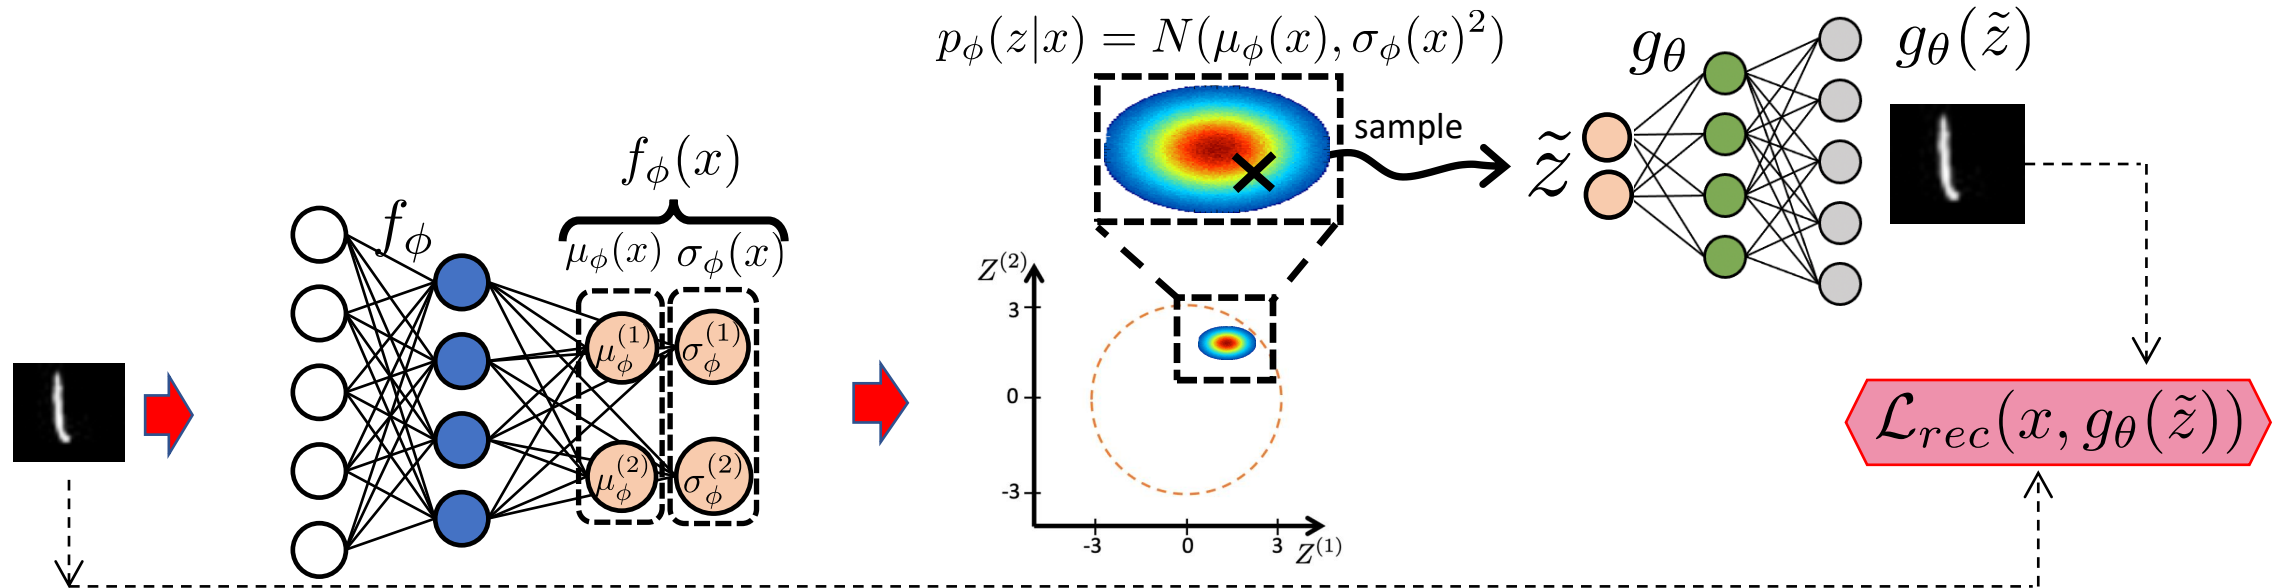 f_ϕ
f_ϕ(x)
μ_ϕ(x) σ_ϕ(x)
μ_ϕ^(1) σ_ϕ^(1)
μ_ϕ^(2) σ_ϕ^(2)
p_ϕ(z|x) = N(μ_ϕ(x), σ_ϕ(x)^2)
sample
Z^(2)
3
0
-3
-3 0 3
Z^(1)
z̃
g_θ
g_θ(z̃)
ℒ_rec(x, g_θ(z̃))